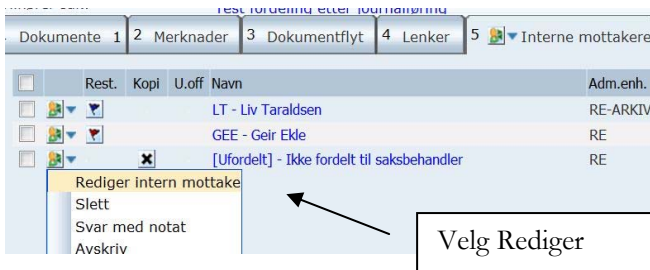 Test fordeling etter journalføring
Dokumente 1 2 Merknader 3 Dokumentflyt 4 Lenker 5 Interne mottakere
Rest. Kopi U.off Navn Adm.enh.
LT - Liv Taraldsen RE-ARKIV
GEE - Geir Ekle RE
[Ufordelt] - Ikke fordelt til saksbehandler RE
Rediger intern mottake
Slett
Svar med notat
Avskriv
Velg Rediger